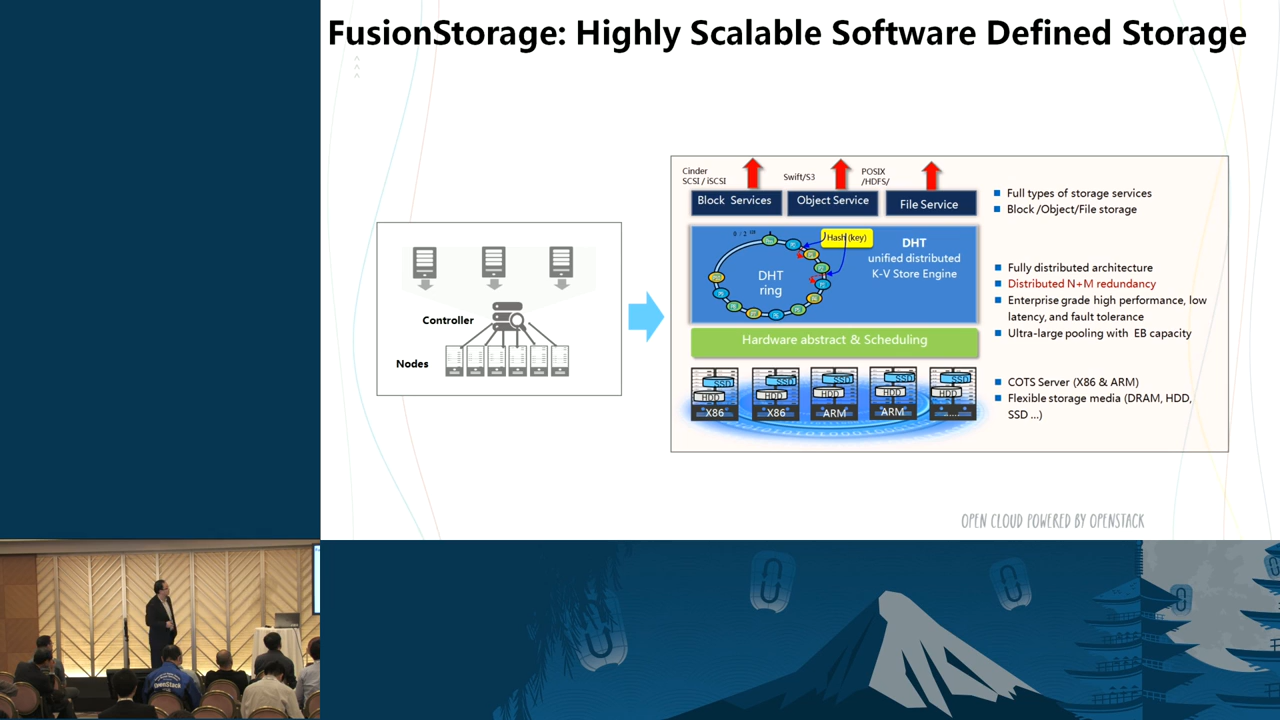 FusionStorage: Highly Scalable Software Defined Storage
Controller
Nodes
Cinder
SCSI / iSCSI
Swift/S3
POSIX
/HDFS/
Block Services
Object Service
File Service
Hash (key)
DHT
unified distributed
K-V Store Engine
DHT
ring
Hardware abstract & Scheduling
SSD
SSD
SSD
SSD
SSD
HDD
HDD
HDD
HDD
HDD
X86
X86
ARM
ARM
.....
Full types of storage services
Block /Object/File storage
Fully distributed architecture
Distributed N+M redundancy
Enterprise grade high performance, low
latency, and fault tolerance
Ultra-large pooling with EB capacity
COTS Server (X86 & ARM)
Flexible storage media (DRAM, HDD,
SSD ...)
OPEN CLOUD POWERED BY OPENSTACK
OpenStack